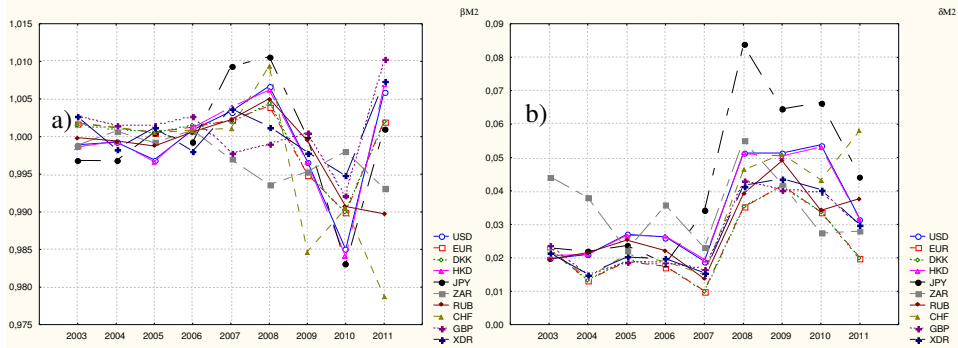 βM2
1,015
1,010
1,005
1,000
0,995
0,990
0,985
0,980
0,975
a)
2003 2004 2005 2006 2007 2008 2009 2010 2011
USD
EUR
DKK
HKD
JPY
ZAR
RUB
CHF
GBP
XDR
δM2
0,09
0,08
0,07
0,06
0,05
0,04
0,03
0,02
0,01
0,00
b)
2003 2004 2005 2006 2007 2008 2009 2010 2011
USD
EUR
DKK
HKD
JPY
ZAR
RUB
CHF
GBP
XDR